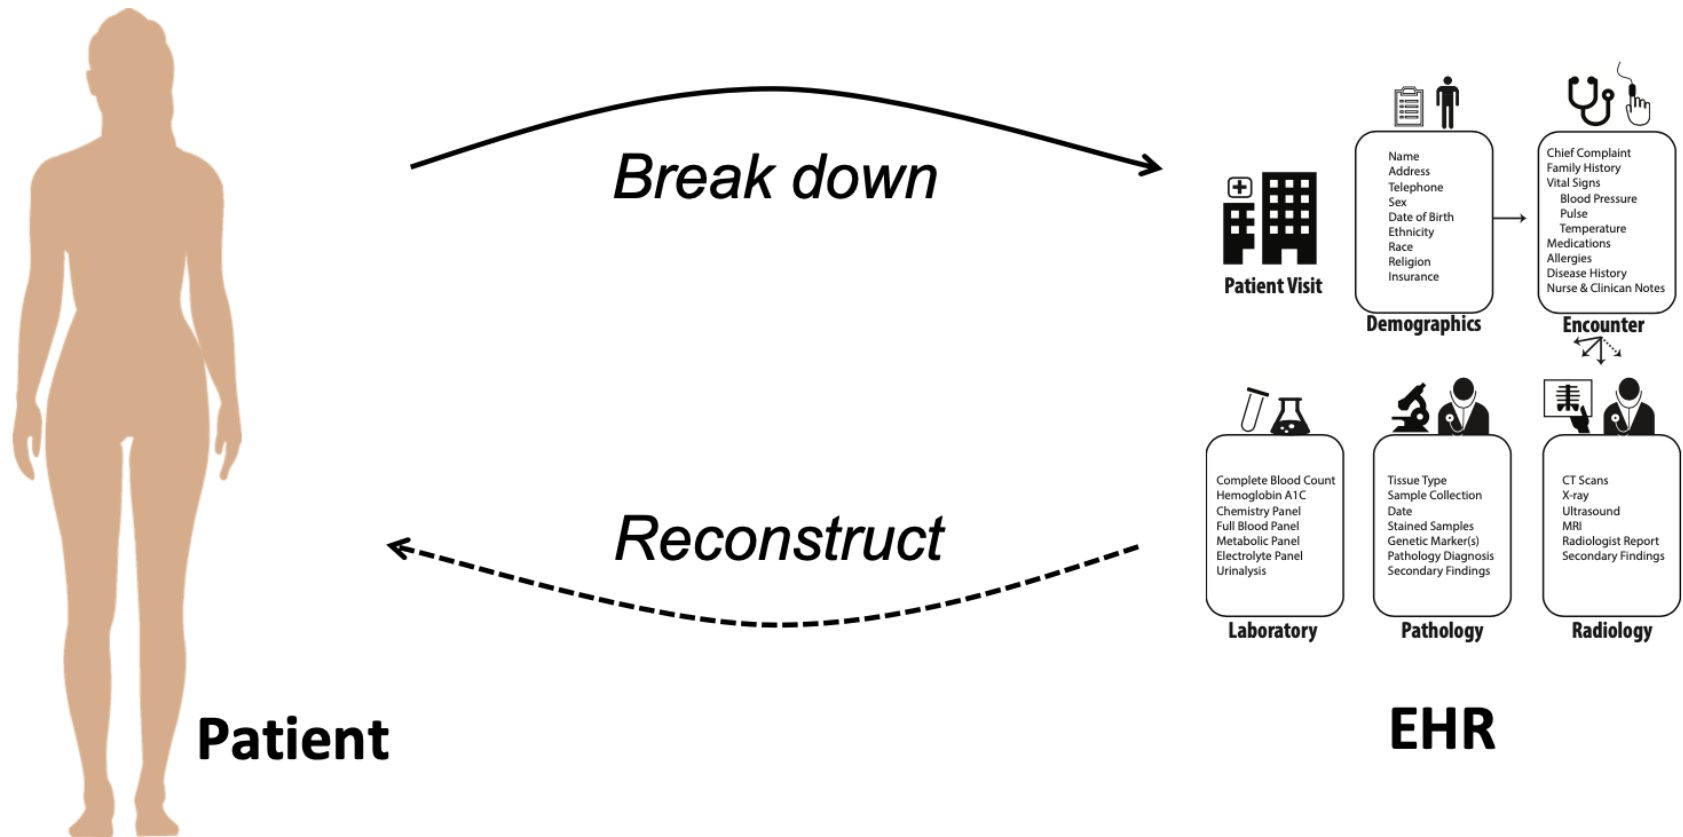 Break down
Patient Visit
Name
Address
Telephone
Sex
Date of Birth
Ethnicity
Race
Religion
Insurance
Demographics
Chief Complaint
Family History
Vital Signs
Blood Pressure
Pulse
Temperature
Medications
Allergies
Disease History
Nurse & Clinican Notes
Encounter
Reconstruct
Complete Blood Count
Hemoglobin A1C
Chemistry Panel
Full Blood Panel
Metabolic Panel
Electrolyte Panel
Urinalysis
Laboratory
Tissue Type
Sample Collection
Date
Stained Samples
Genetic Marker(s)
Pathology Diagnosis
Secondary Findings
Pathology
CT Scans
X-ray
Ultrasound
MRI
Radiologist Report
Secondary Findings
Radiology
Patient
EHR